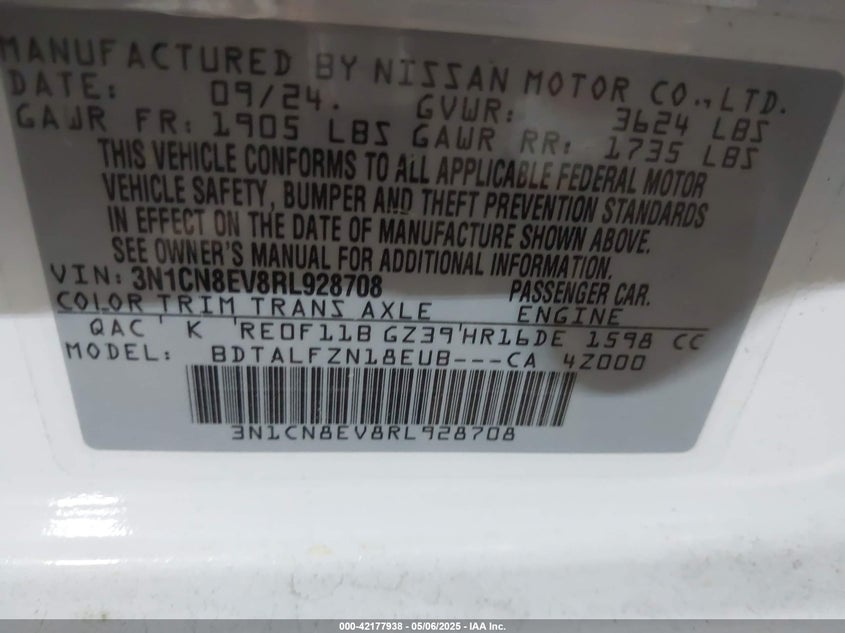 MANUFACTURED BY NISSAN MOTOR CO., LTD.
DATE: 09/24. GVWR: 3624 LBS
GAWR FR: 1905 LBS GAWR RR: 1735 LBS
THIS VEHICLE CONFORMS TO ALL APPLICABLE FEDERAL MOTOR
VEHICLE SAFETY, BUMPER AND THEFT PREVENTION STANDARDS
IN EFFECT ON THE DATE OF MANUFACTURE SHOWN ABOVE.
SEE OWNER'S MANUAL FOR ADDITIONAL INFORMATION.
VIN: 3N1CN8EV8RL928708 PASSENGER CAR.
COLOR TRIM TRANS AXLE ENGINE
QAC K RE0F11B GZ39 HR16DE 1598 CC
MODEL: BDTALFZN18EUB---CA 4Z000
3N1CN8EV8RL928708
000-42177938 - 05/06/2025 - IAA Inc.